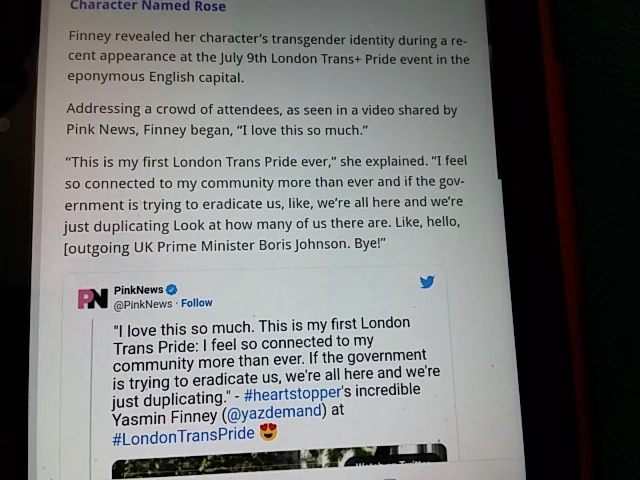 Character Named Rose
Finney revealed her character's transgender identity during a re-
cent appearance at the July 9th London Trans+ Pride event in the
eponymous English capital.
Addressing a crowd of attendees, as seen in a video shared by
Pink News, Finney began, “I love this so much.”
“This is my first London Trans Pride ever,” she explained. “I feel
so connected to my community more than ever and if the gov-
ernment is trying to eradicate us, like, we're all here and we're
just duplicating Look at how many of us there are. Like, hello,
[outgoing UK Prime Minister Boris Johnson. Bye!”
PN PinkNews
@PinkNews · Follow
"I love this so much. This is my first London
Trans Pride: I feel so connected to my
community more than ever. If the government
is trying to eradicate us, we're all here and we're
just duplicating." - #heartstopper's incredible
Yasmin Finney (@yazdemand) at
#LondonTransPride 😍